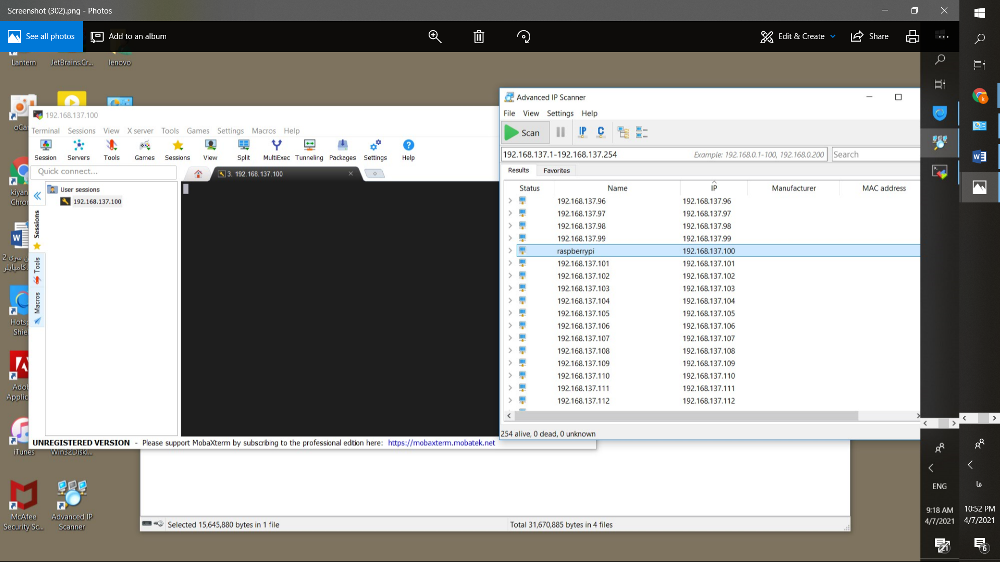 Screenshot (302).png - Photos
See all photos
Add to an album
Edit & Create
Share
Lantern
JetBrains.Cr...
lenovo
oCa
kiyan
Chro
2 ن سری
کامپایلر.
Hotsp
Shie
Ado
Applic
iTunes
Win32DiskI...
McAfee
Security Sc...
Advanced IP
Scanner
192.168.137.100
Terminal Sessions View X server Tools Games Settings Macros Help
Session Servers Tools Games Sessions View Split MultiExec Tunneling Packages Settings Help
Quick connect...
3. 192.168.137.100
User sessions
192.168.137.100
Sessions
Tools
Macros
UNREGISTERED VERSION - Please support MobaXterm by subscribing to the professional edition here: https://mobaxterm.mobatek.net
Advanced IP Scanner
File View Settings Help
Scan IP C
192.168.137.1-192.168.137.254 Example: 192.168.0.1-100, 192.168.0.200 Search
Results Favorites
Status Name IP Manufacturer MAC address
192.168.137.96 192.168.137.96
192.168.137.97 192.168.137.97
192.168.137.98 192.168.137.98
192.168.137.99 192.168.137.99
raspberrypi 192.168.137.100
192.168.137.101 192.168.137.101
192.168.137.102 192.168.137.102
192.168.137.103 192.168.137.103
192.168.137.104 192.168.137.104
192.168.137.105 192.168.137.105
192.168.137.106 192.168.137.106
192.168.137.107 192.168.137.107
192.168.137.108 192.168.137.108
192.168.137.109 192.168.137.109
192.168.137.110 192.168.137.110
192.168.137.111 192.168.137.111
192.168.137.112 192.168.137.112
254 alive, 0 dead, 0 unknown
Selected 15,645,880 bytes in 1 file
Total 31,670,885 bytes in 4 files
ENG
9:18 AM
4/7/2021
21
فا
10:52 PM
4/7/2021
6